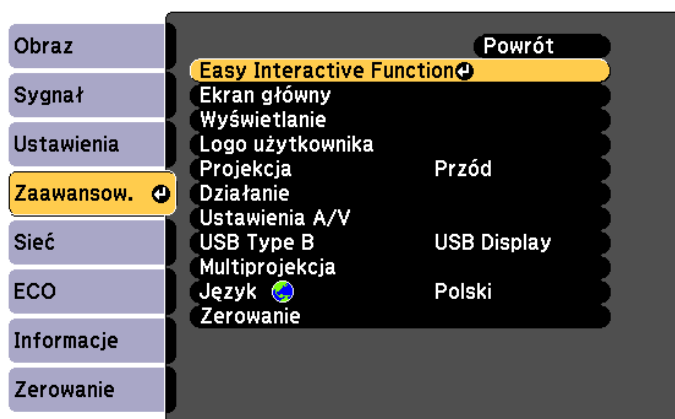 Obraz
Sygnał
Ustawienia
Zaawansow.
Sieć
ECO
Informacje
Zerowanie
Powrót
Easy Interactive Function
Ekran główny
Wyświetlanie
Logo użytkownika
Projekcja Przód
Działanie
Ustawienia A/V
USB Type B USB Display
Multiprojekcja
Język Polski
Zerowanie